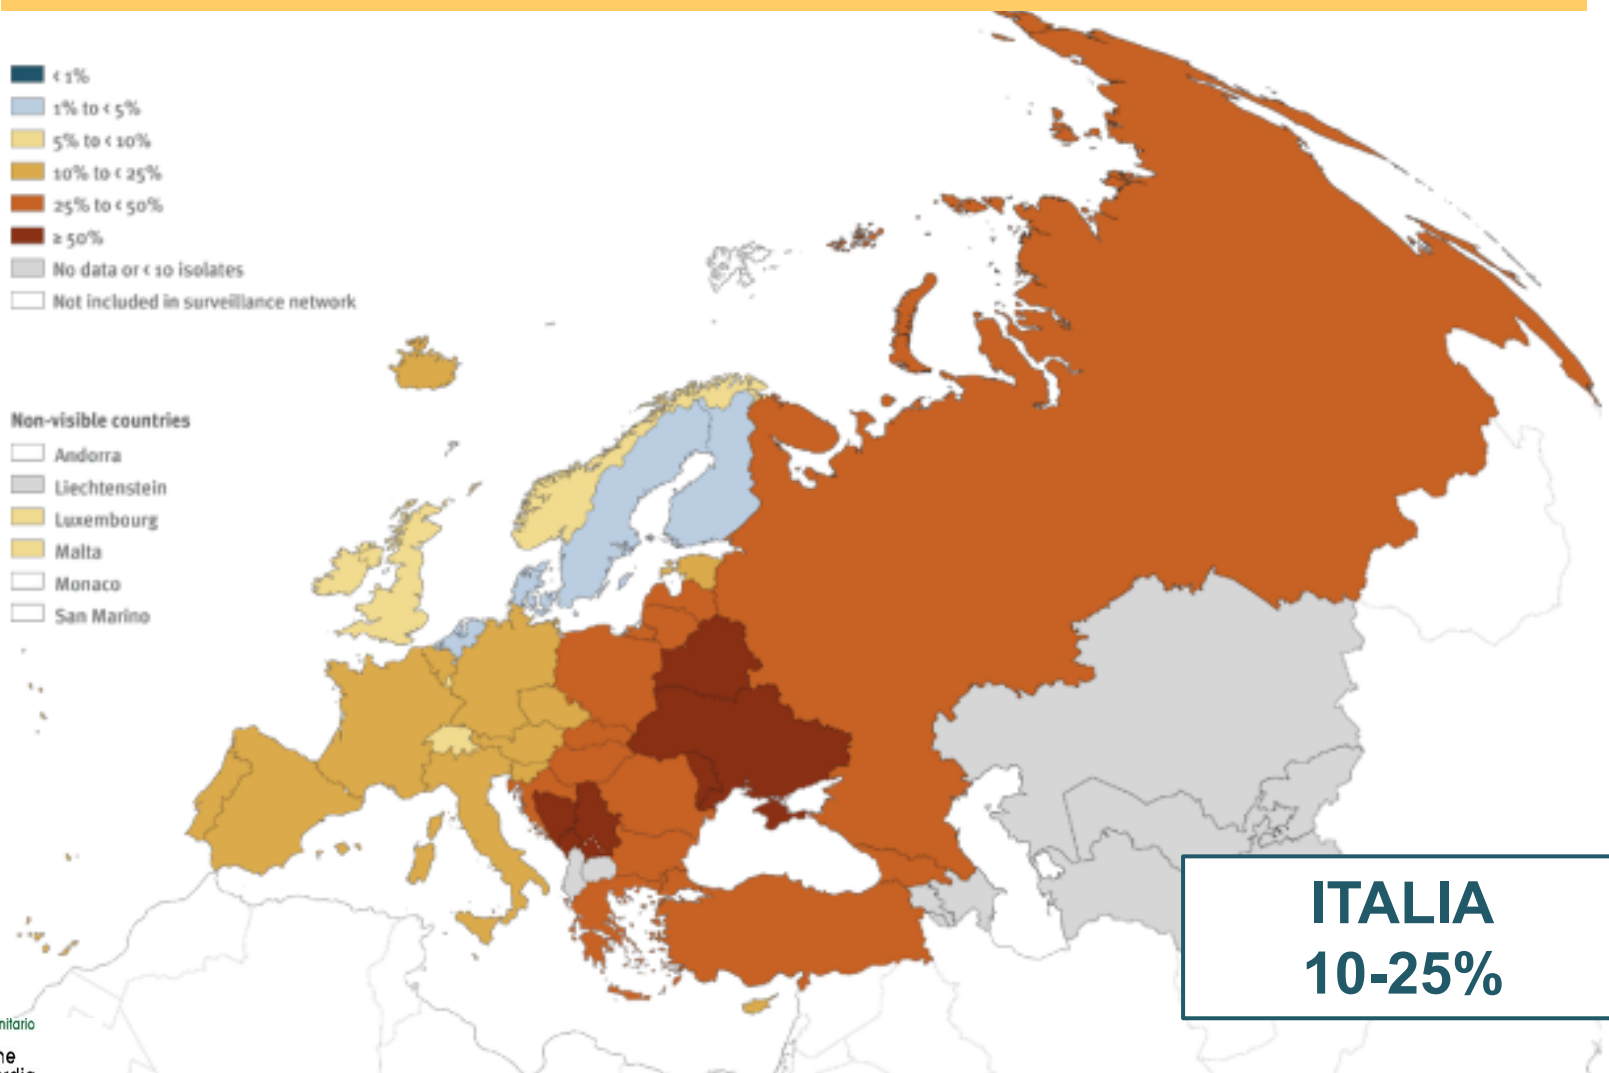 < 1%
1% to < 5%
5% to < 10%
10% to < 25%
25% to < 50%
≥ 50%
No data or < 10 isolates
Not included in surveillance network
Non-visible countries
Andorra
Liechtenstein
Luxembourg
Malta
Monaco
San Marino
ITALIA
10-25%
nitario
ne